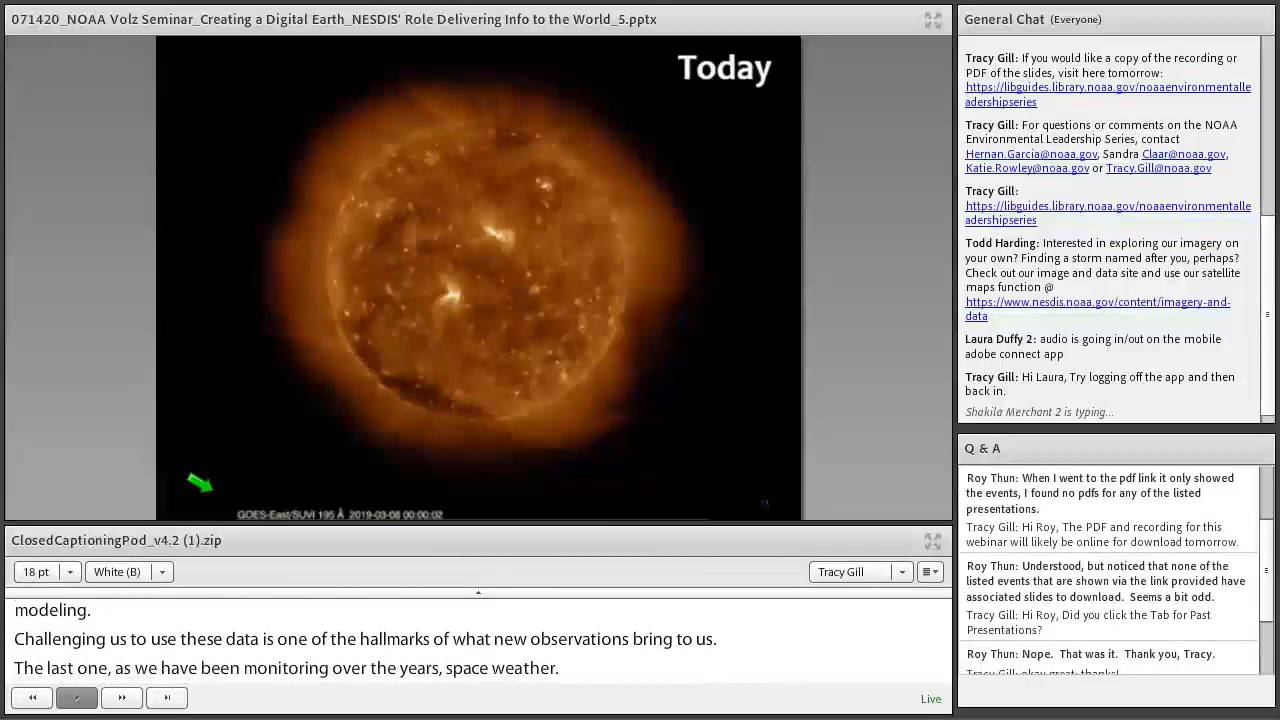 071420_NOAA Volz Seminar_Creating a Digital Earth_NESDIS' Role Delivering Info to the World_5.pptx
Today
GOES-East/SUVI 195 Å 2019-03-08 00:00:02
ClosedCaptioningPod_v4.2 (1).zip
18 pt
White (B)
Tracy Gill
modeling.
Challenging us to use these data is one of the hallmarks of what new observations bring to us.
The last one, as we have been monitoring over the years, space weather.
Live
General Chat (Everyone)
Tracy Gill: If you would like a copy of the recording or
PDF of the slides, visit here tomorrow:
https://libguides.library.noaa.gov/noaaenvironmentalle
adershipseries
Tracy Gill: For questions or comments on the NOAA
Environmental Leadership Series, contact
Hernan.Garcia@noaa.gov, Sandra Claar@noaa.gov,
Katie.Rowley@noaa.gov or Tracy.Gill@noaa.gov
Tracy Gill:
https://libguides.library.noaa.gov/noaaenvironmentalle
adershipseries
Todd Harding: Interested in exploring our imagery on
your own? Finding a storm named after you, perhaps?
Check out our image and data site and use our satellite
maps function @
https://www.nesdis.noaa.gov/content/imagery-and-
data
Laura Duffy 2: audio is going in/out on the mobile
adobe connect app
Tracy Gill: Hi Laura, Try logging off the app and then
back in.
Shakila Merchant 2 is typing...
Q & A
Roy Thun: When I went to the pdf link it only showed
the events, I found no pdfs for any of the listed
presentations.
Tracy Gill: Hi Roy, The PDF and recording for this
webinar will likely be online for download tomorrow.
Roy Thun: Understood, but noticed that none of the
listed events that are shown via the link provided have
associated slides to download.  Seems a bit odd.
Tracy Gill: Hi Roy, Did you click the Tab for Past
Presentations?
Roy Thun: Nope.  That was it.  Thank you, Tracy.
Tracy Gill: okay great; thanks!